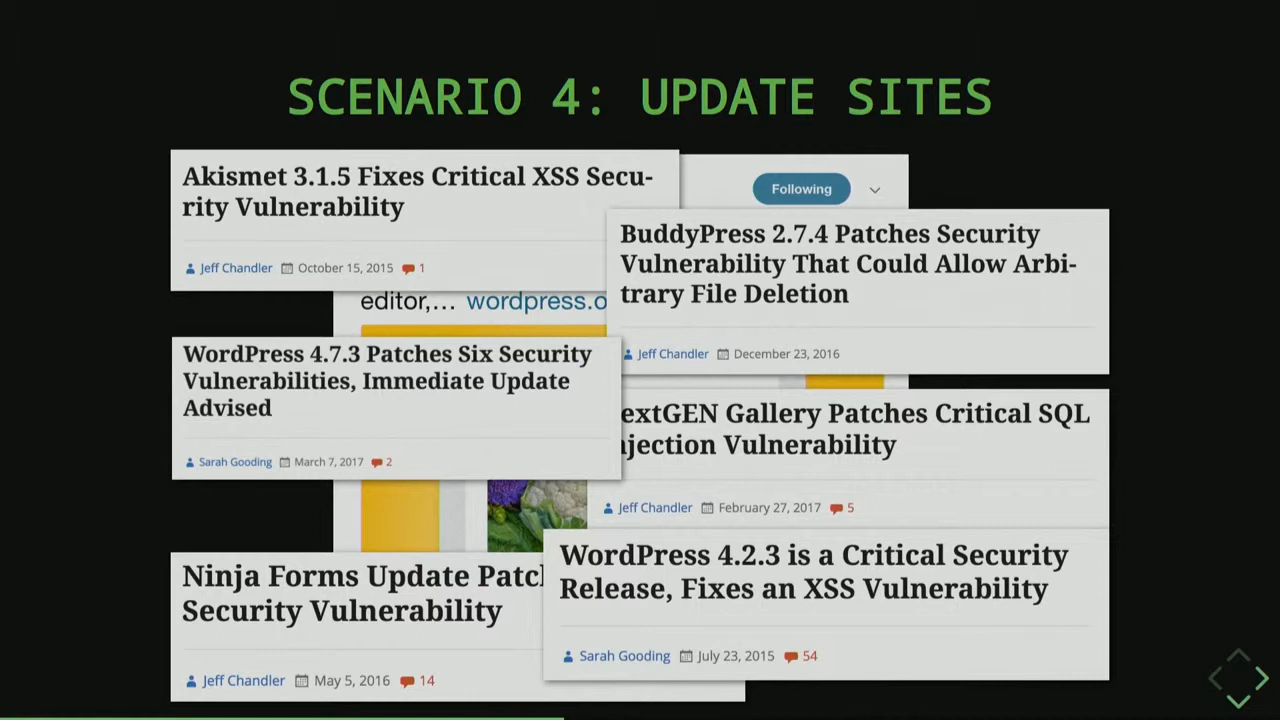 SCENARIO 4: UPDATE SITES
Akismet 3.1.5 Fixes Critical XSS Secu-
rity Vulnerability
Jeff Chandler October 15, 2015 1
Following
BuddyPress 2.7.4 Patches Security
Vulnerability That Could Allow Arbi-
trary File Deletion
Jeff Chandler December 23, 2016
editor,... wordpress.o
WordPress 4.7.3 Patches Six Security
Vulnerabilities, Immediate Update
Advised
Sarah Gooding March 7, 2017 2
extGEN Gallery Patches Critical SQL
jection Vulnerability
Jeff Chandler February 27, 2017 5
Ninja Forms Update Patc
Security Vulnerability
Jeff Chandler May 5, 2016 14
WordPress 4.2.3 is a Critical Security
Release, Fixes an XSS Vulnerability
Sarah Gooding July 23, 2015 54